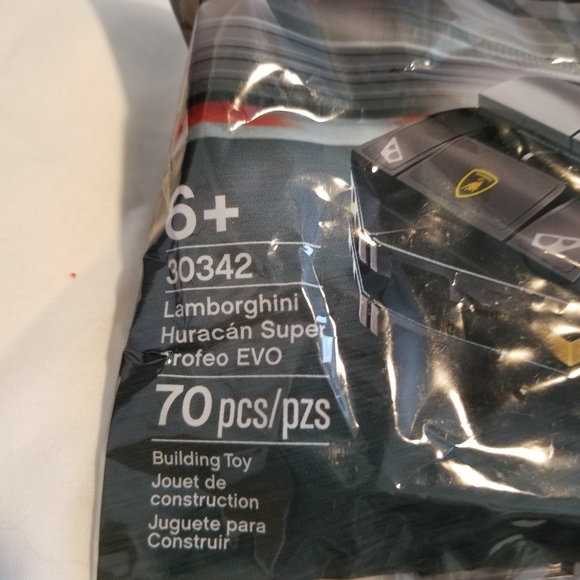 6+
30342
Lamborghini
Huracán Super
Trofeo EVO
70 pcs/pzs
Building Toy
Jouet de
construction
Juguete para
Construir